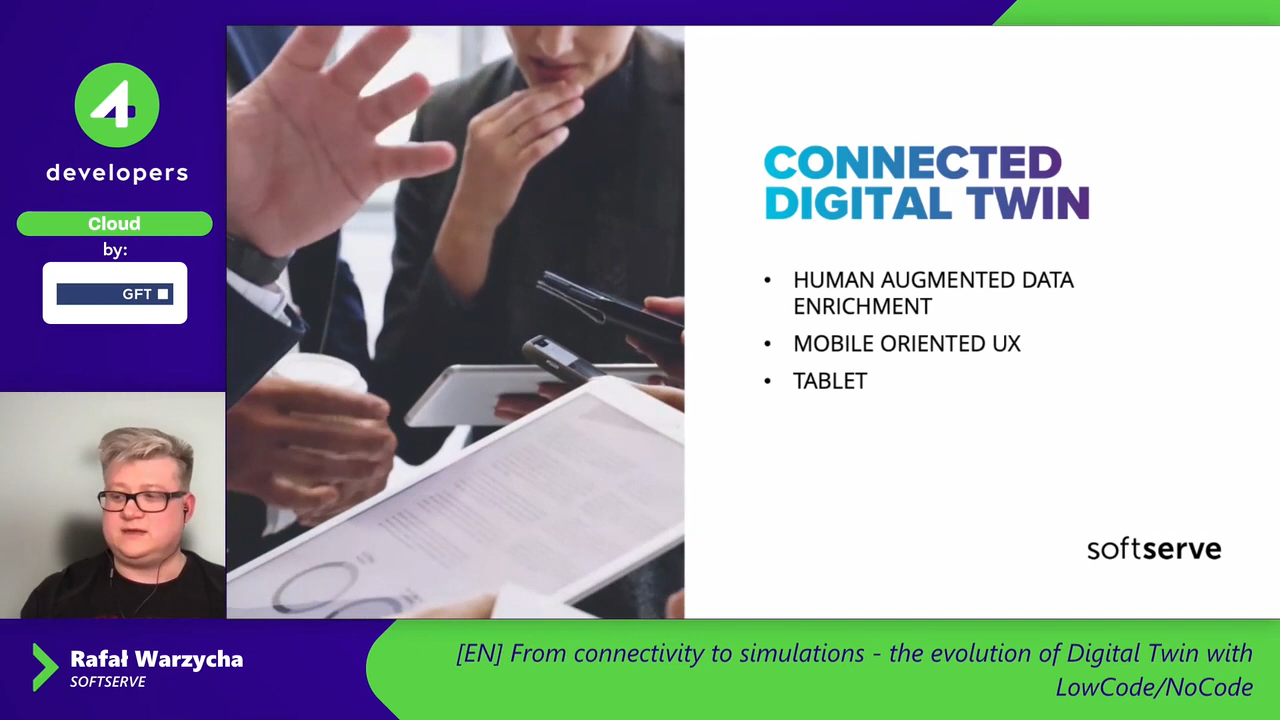 4
developers
Cloud
by:
GFT
CONNECTED
DIGITAL TWIN
• HUMAN AUGMENTED DATA
ENRICHMENT
• MOBILE ORIENTED UX
• TABLET
softserve
Rafał Warzycha
SOFTSERVE
[EN] From connectivity to simulations - the evolution of Digital Twin with
LowCode/NoCode